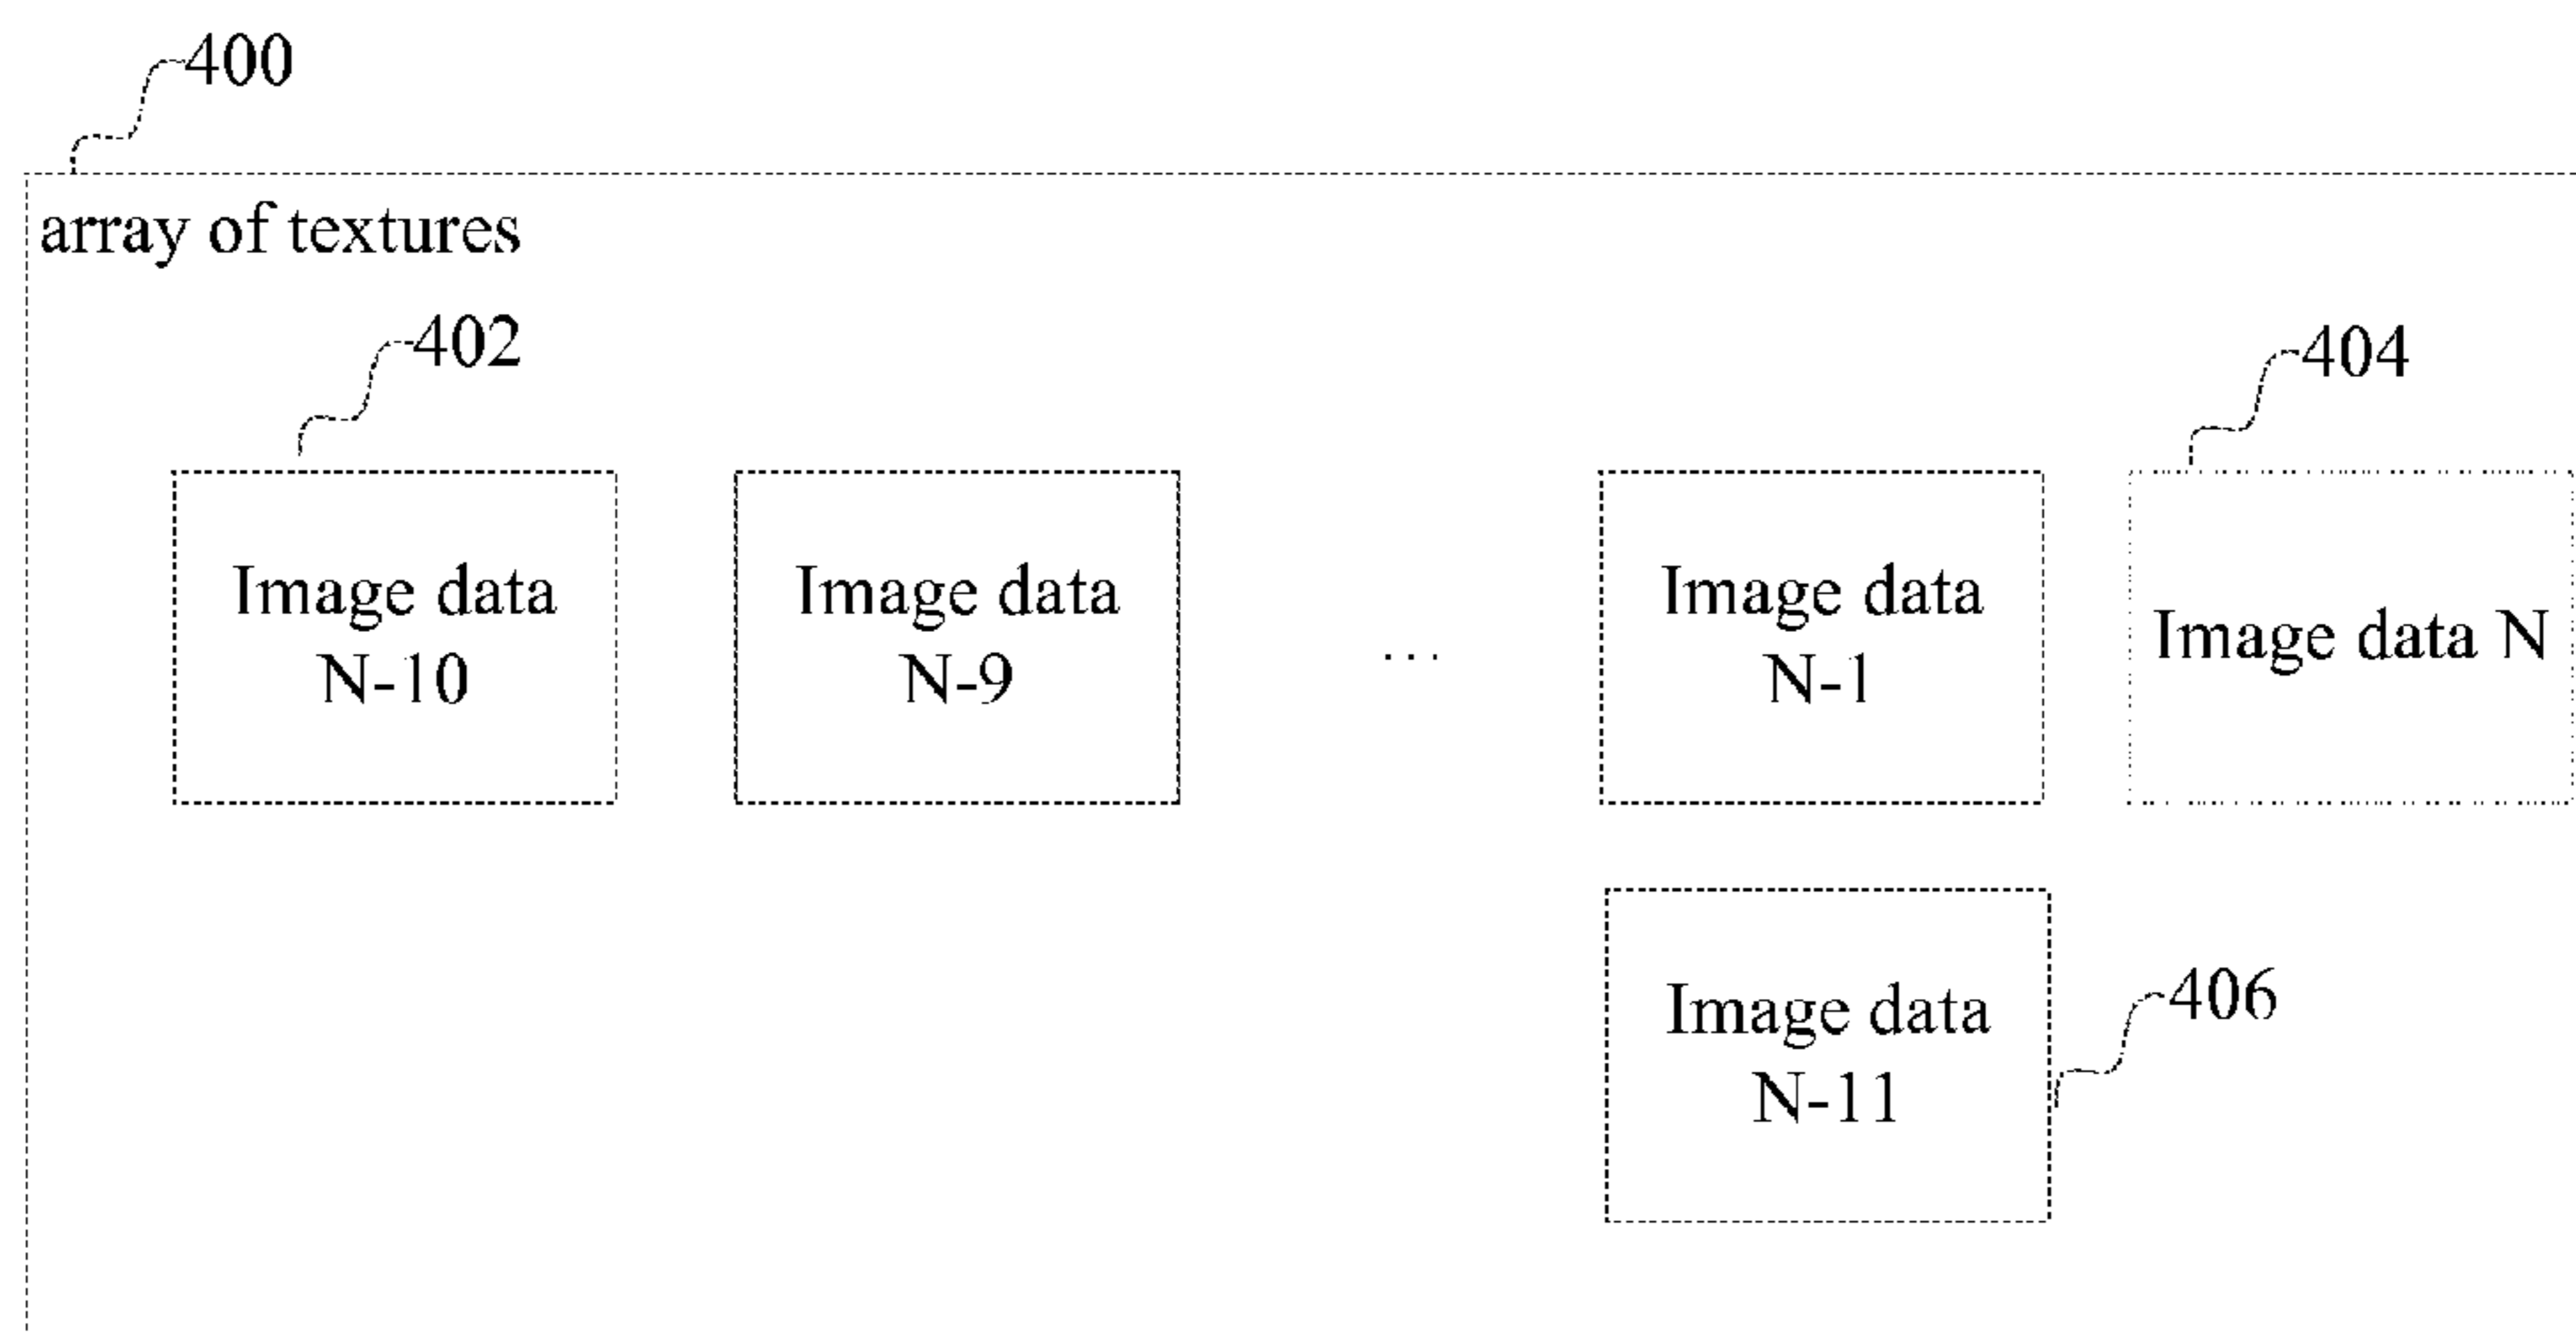 400
array of textures
402
404
Image data
N-10
Image data
N-9
...
Image data
N-1
Image data N
Image data
N-11
406